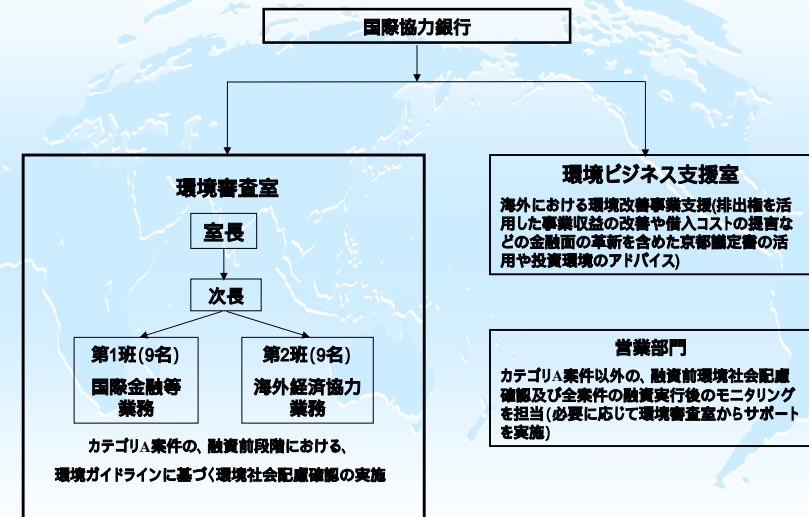 国際協力銀行
環境審査室
室長
次長
第1班(9名)
国際金融等
業務
第2班(9名)
海外経済協力
業務
カテゴリA案件の、融資前段階における、
環境ガイドラインに基づく環境社会配慮確認の実施
環境ビジネス支援室
海外における環境改善事業支援(排出権を活
用した事業収益の改善や借入コストの提言な
どの金融面の革新を含めた京都議定書の活
用や投資環境のアドバイス)
営業部門
カテゴリA案件以外の、融資前環境社会配慮
確認及び全案件の融資実行後のモニタリング
を担当(必要に応じて環境審査室からサポート
を実施)